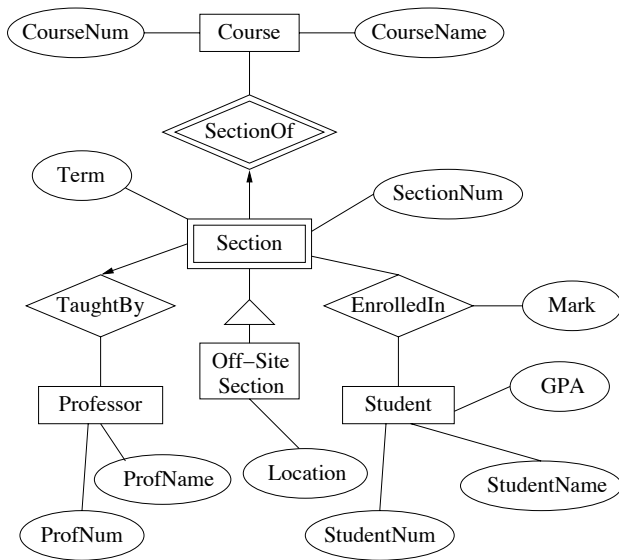 CourseNum
Course
CourseName
SectionOf
Term
SectionNum
Section
TaughtBy
EnrolledIn
Mark
Off−Site
Section
GPA
Professor
Student
ProfName
Location
StudentName
ProfNum
StudentNum